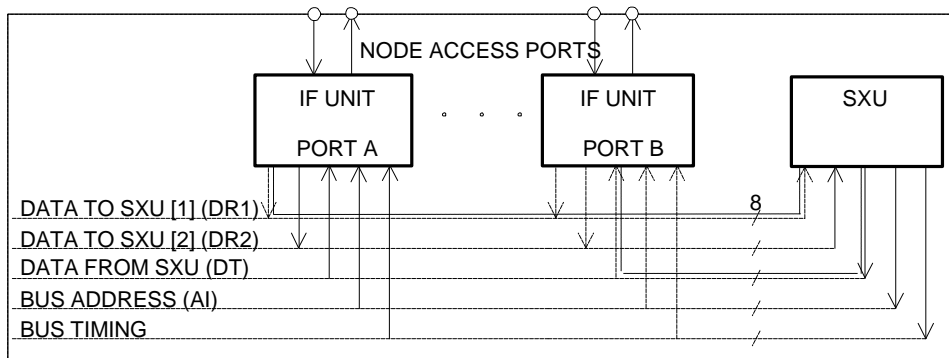 NODE ACCESS PORTS
IF UNIT
IF UNIT
SXU
PORT A
PORT B
8
DATA TO SXU [1] (DR1)
DATA TO SXU [2] (DR2)
DATA FROM SXU (DT)
BUS ADDRESS (AI)
BUS TIMING